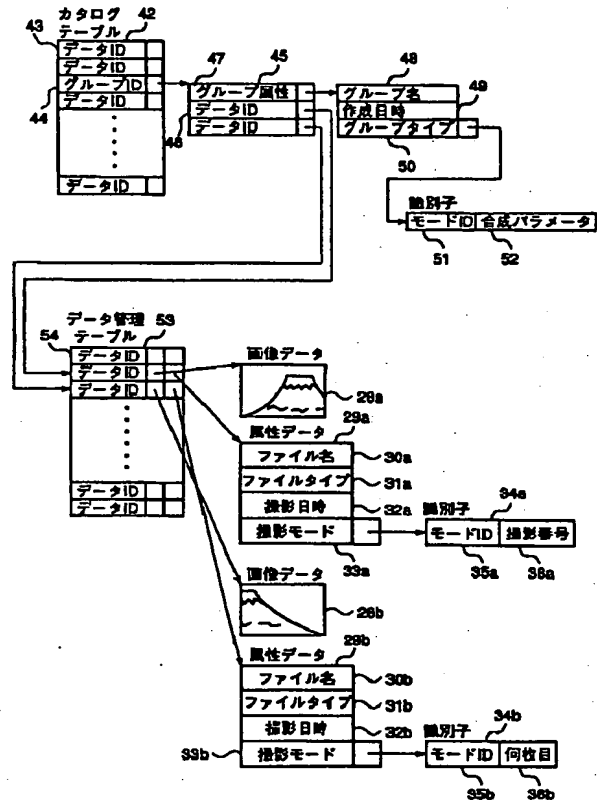 カタログ
テーブル
42
43
データID
データID
グループID
44
データID
データID
47
45
グループ属性
データID
データID
46
48
グループ名
49
作成日時
グループタイプ
50
識別子
モードID
合成パラメータ
51
52
データ管理
テーブル
53
54
データID
データID
データID
データID
データID
画像データ
28a
29a
属性データ
ファイル名
30a
ファイルタイプ
31a
撮影日時
32a
撮影モード
33a
34a
識別子
モードID
撮影番号
35a
36a
画像データ
28b
29b
属性データ
ファイル名
30b
ファイルタイプ
31b
撮影日時
32b
33b
撮影モード
34b
識別子
モードID
何枚目
35b
36b